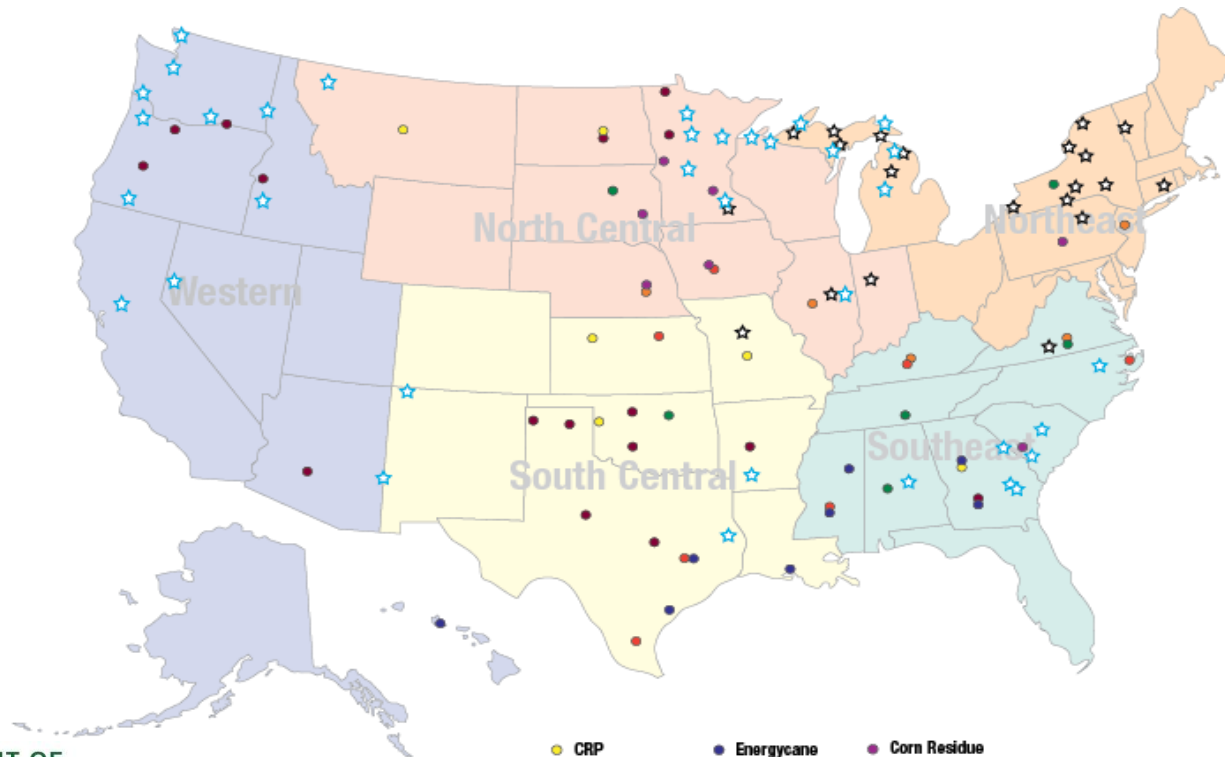 North Central
Northeast
Western
Southeast
South Central
CRP
Energycane
Corn Residue